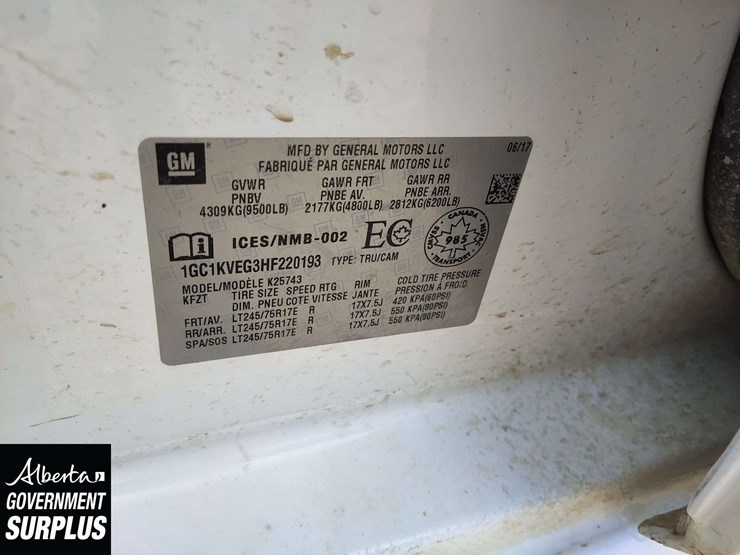 GM
MFD BY GENERAL MOTORS LLC 06/17
FABRIQUÉ PAR GENERAL MOTORS LLC
GVWR GAWR FRT GAWR RR
PNBV PNBE AV. PNBE ARR.
4309KG(9500LB) 2177KG(4800LB) 2812KG(6200LB)
i ICES/NMB-002 EC CANADA CMVSS 985 NSVAC
1GC1KVEG3HF220193 TYPE: TRU/CAM
MODEL/MODÈLE K25743
KFZT TIRE SIZE SPEED RTG RIM COLD TIRE PRESSURE
DIM. PNEU COTE VITESSE JANTE PRESSION À FROID
FRT/AV. LT245/75R17E R 17X7.5J 420 KPA(60PSI)
RR/ARR. LT245/75R17E R 17X7.5J 550 KPA(80PSI)
SPA/SOS LT245/75R17E R 17X7.5J 550 KPA(80PSI)
Alberta
GOVERNMENT
SURPLUS